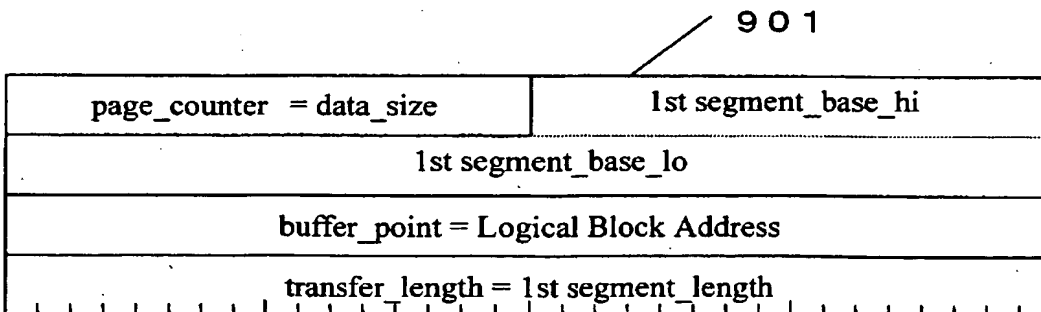 901
page_counter = data_size 1st segment_base_hi
1st segment_base_lo
buffer_point = Logical Block Address
transfer_length = 1st segment_length